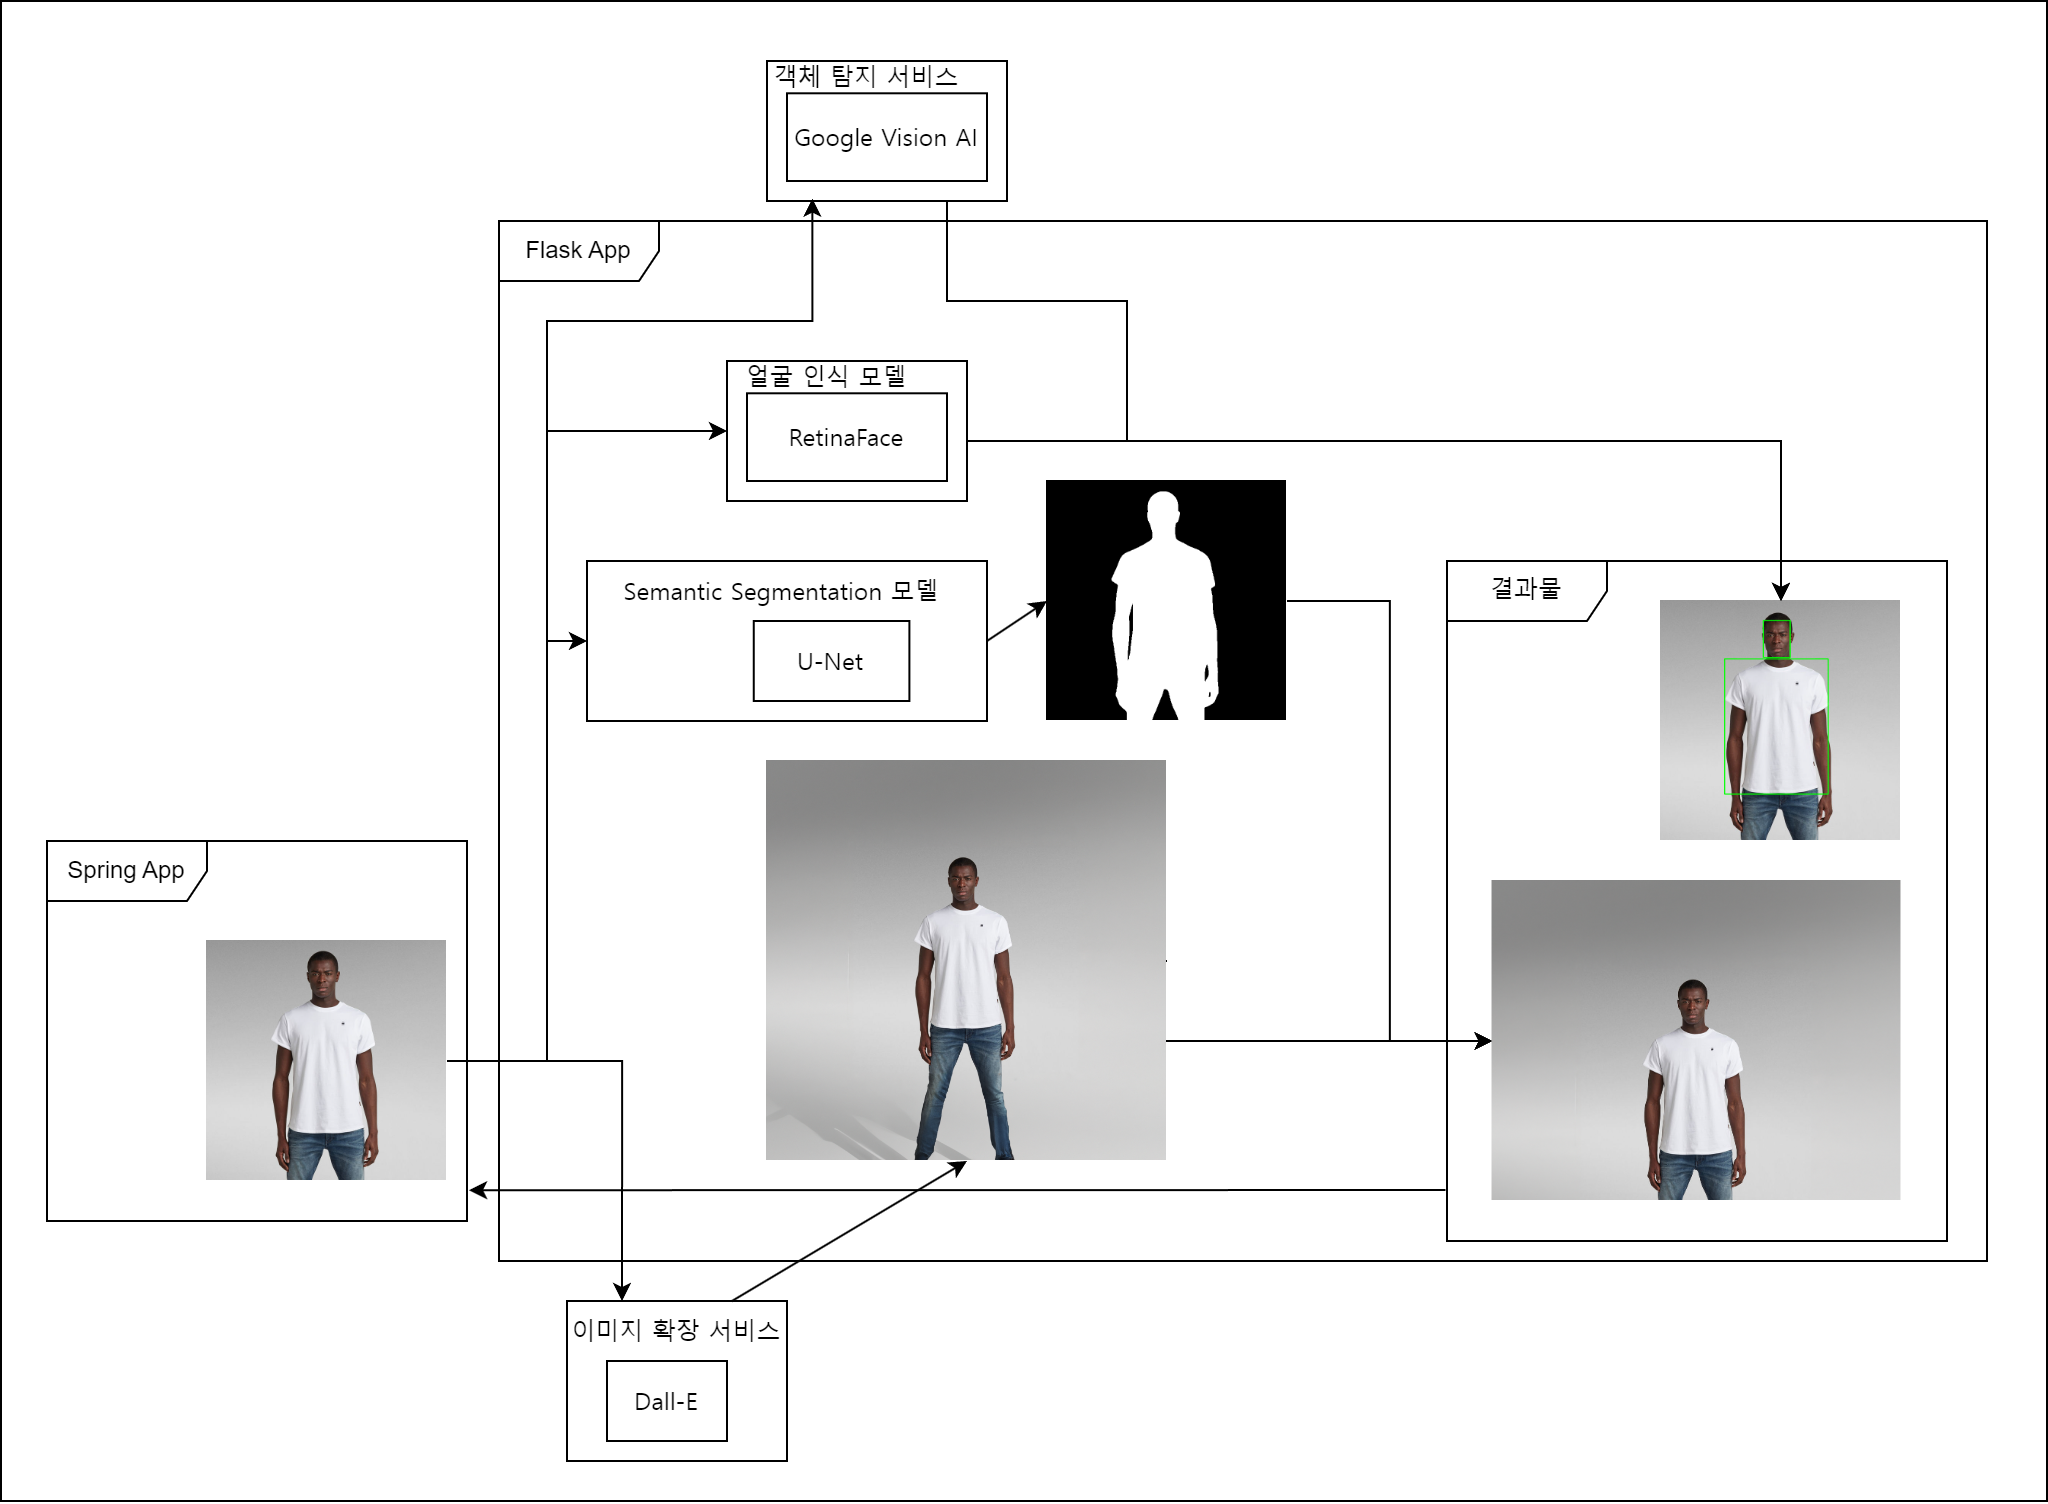 객체 탐지 서비스
Google Vision AI
Flask App
얼굴 인식 모델
RetinaFace
Semantic Segmentation 모델
U-Net
결과물
Spring App
이미지 확장 서비스
Dall-E